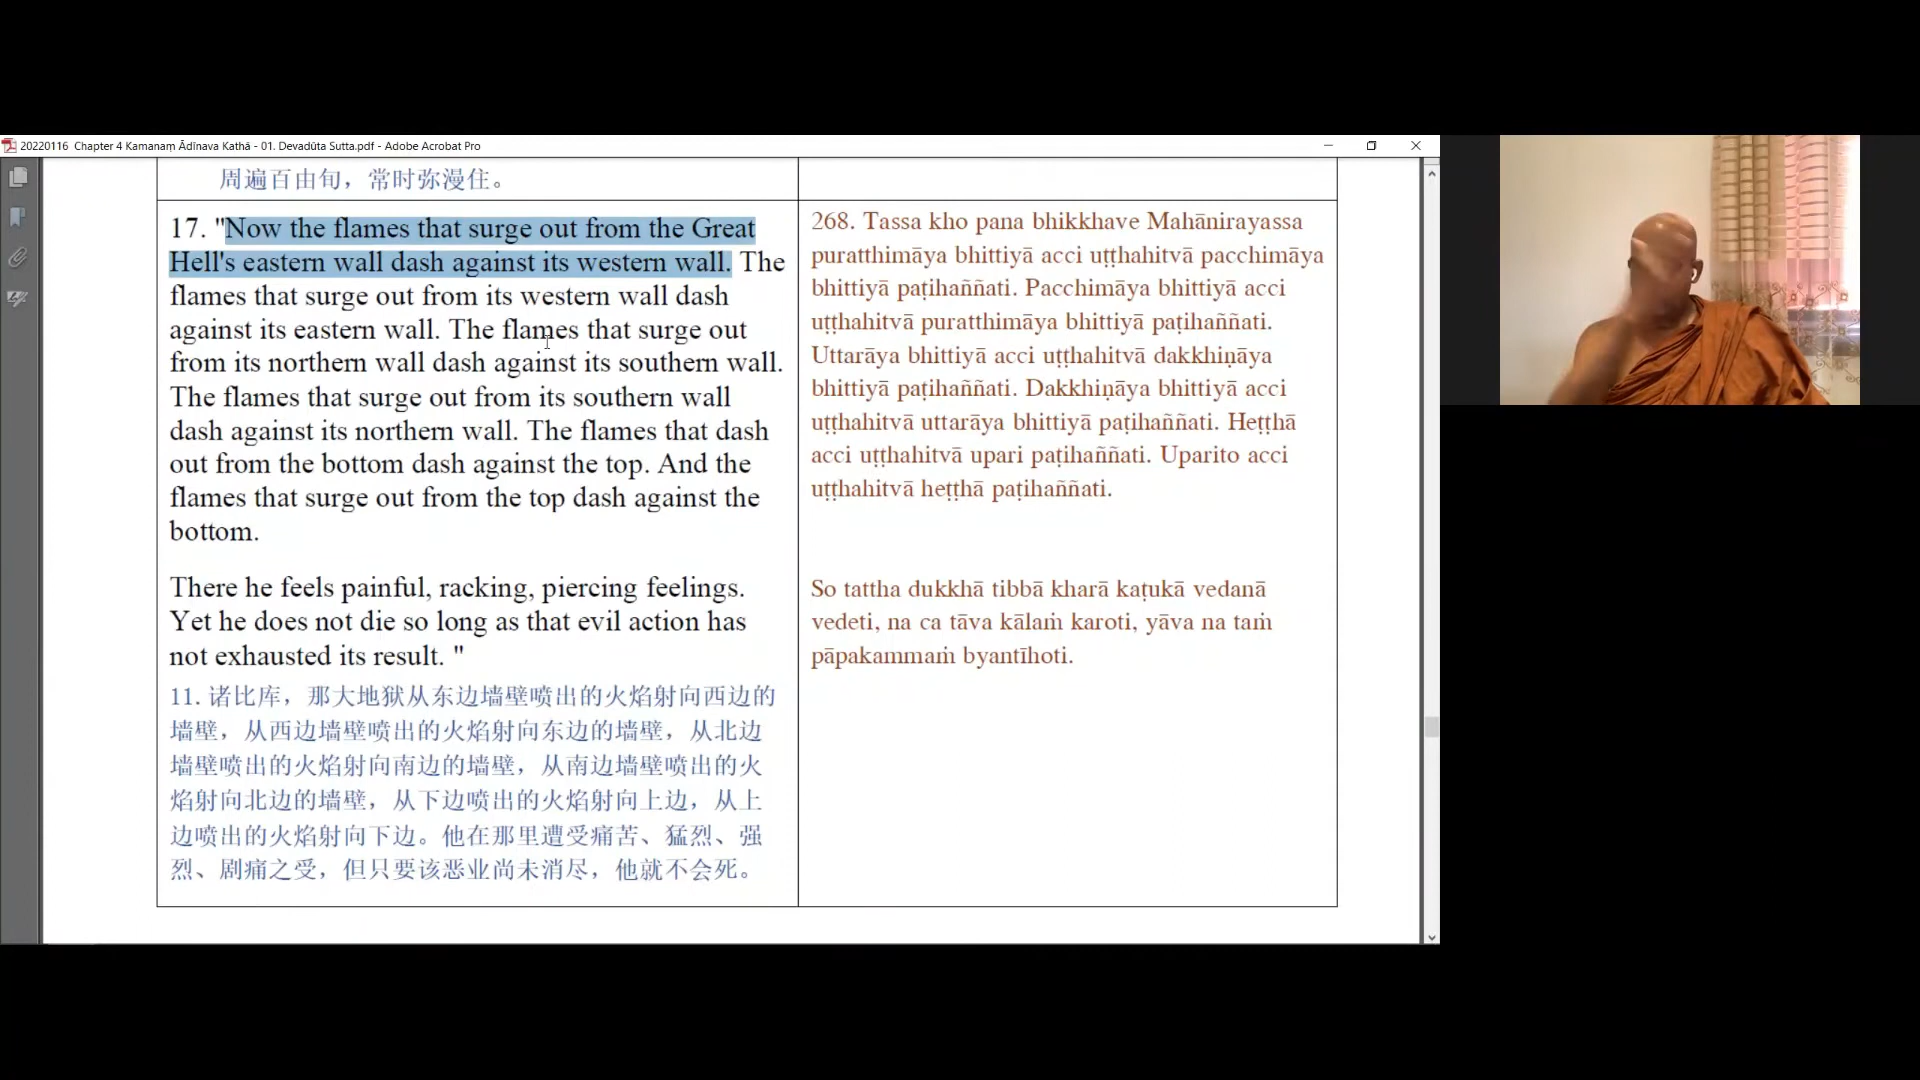 20220116 Chapter 4 Kamanaṃ Ādīnava Kathā - 01. Devadūta Sutta.pdf - Adobe Acrobat Pro
周遍百由旬，常时弥漫住。
17. "Now the flames that surge out from the Great
Hell's eastern wall dash against its western wall. The
flames that surge out from its western wall dash
against its eastern wall. The flames that surge out
from its northern wall dash against its southern wall.
The flames that surge out from its southern wall
dash against its northern wall. The flames that dash
out from the bottom dash against the top. And the
flames that surge out from the top dash against the
bottom.
There he feels painful, racking, piercing feelings.
Yet he does not die so long as that evil action has
not exhausted its result. "
11. 诸比库，那大地狱从东边墙壁喷出的火焰射向西边的
墙壁，从西边墙壁喷出的火焰射向东边的墙壁，从北边
墙壁喷出的火焰射向南边的墙壁，从南边墙壁喷出的火
焰射向北边的墙壁，从下边喷出的火焰射向上边，从上
边喷出的火焰射向下边。他在那里遭受痛苦、猛烈、强
烈、剧痛之受，但只要该恶业尚未消尽，他就不会死。
268. Tassa kho pana bhikkhave Mahānirayassa
puratthimāya bhittiyā acci uṭṭhahitvā pacchimāya
bhittiyā paṭihaññati. Pacchimāya bhittiyā acci
uṭṭhahitvā puratthimāya bhittiyā paṭihaññati.
Uttarāya bhittiyā acci uṭṭhahitvā dakkhiṇāya
bhittiyā paṭihaññati. Dakkhiṇāya bhittiyā acci
uṭṭhahitvā uttarāya bhittiyā paṭihaññati. Heṭṭhā
acci uṭṭhahitvā upari paṭihaññati. Uparito acci
uṭṭhahitvā heṭṭhā paṭihaññati.
So tattha dukkhā tibbā kharā kaṭukā vedanā
vedeti, na ca tāva kālaṁ karoti, yāva na taṁ
pāpakammaṁ byantīhoti.